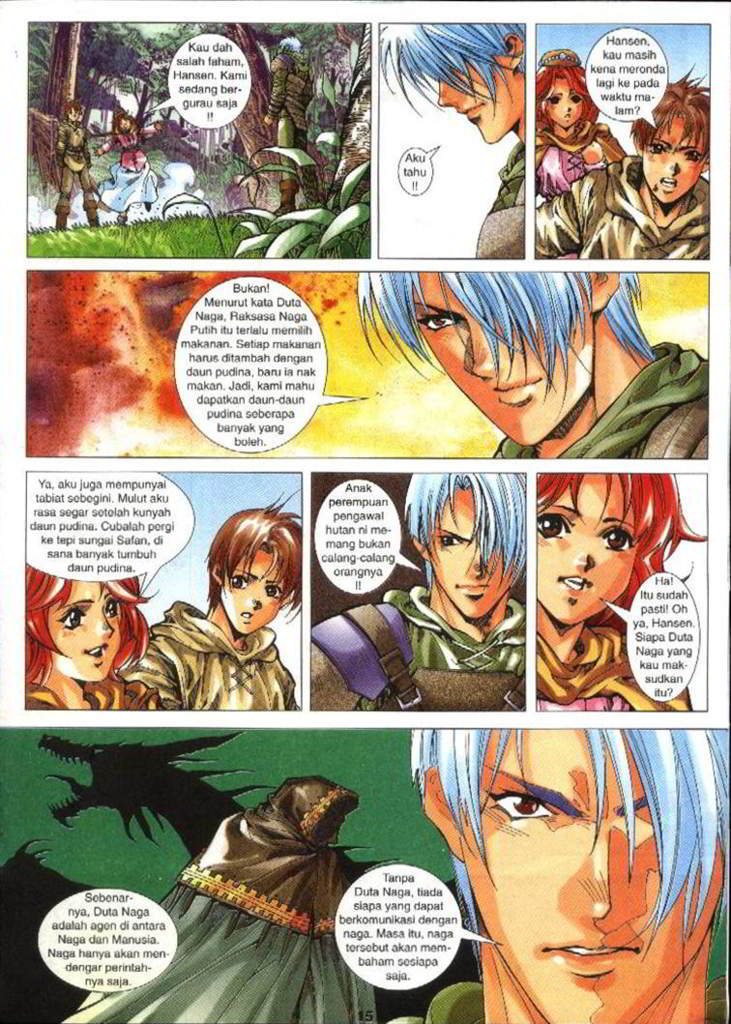 Kau dah
salah faham,
Hansen. Kami
sedang ber-
gurau saja
!!
Aku
tahu
!!
Hansen,
kau masih
kena meronda
lagi ke pada
waktu ma-
lam?
Bukan!
Menurut kata Duta
Naga, Raksasa Naga
Putih itu terlalu memilih
makanan. Setiap makanan
harus ditambah dengan
daun pudina, baru ia nak
makan. Jadi, kami mahu
dapatkan daun-daun
pudina seberapa
banyak yang
boleh.
Ya, aku juga mempunyai
tabiat sebegini. Mulut aku
rasa segar setelah kunyah
daun pudina. Cubalah pergi
ke tepi sungai Safan, di
sana banyak tumbuh
daun pudina.
Anak
perempuan
pengawal
hutan ni me-
mang bukan
calang-calang
orangnya
!!
Ha!
Itu sudah
pasti! Oh
ya, Hansen.
Siapa Duta
Naga yang
kau mak-
sudkan
itu?
Sebenar-
nya, Duta Naga
adalah agen di antara
Naga dan Manusia.
Naga hanya akan men-
dengar perintah-
nya saja.
Tanpa
Duta Naga, tiada
siapa yang dapat
berkomunikasi dengan
naga. Masa itu, naga
tersebut akan mem-
baham sesiapa
saja.
15